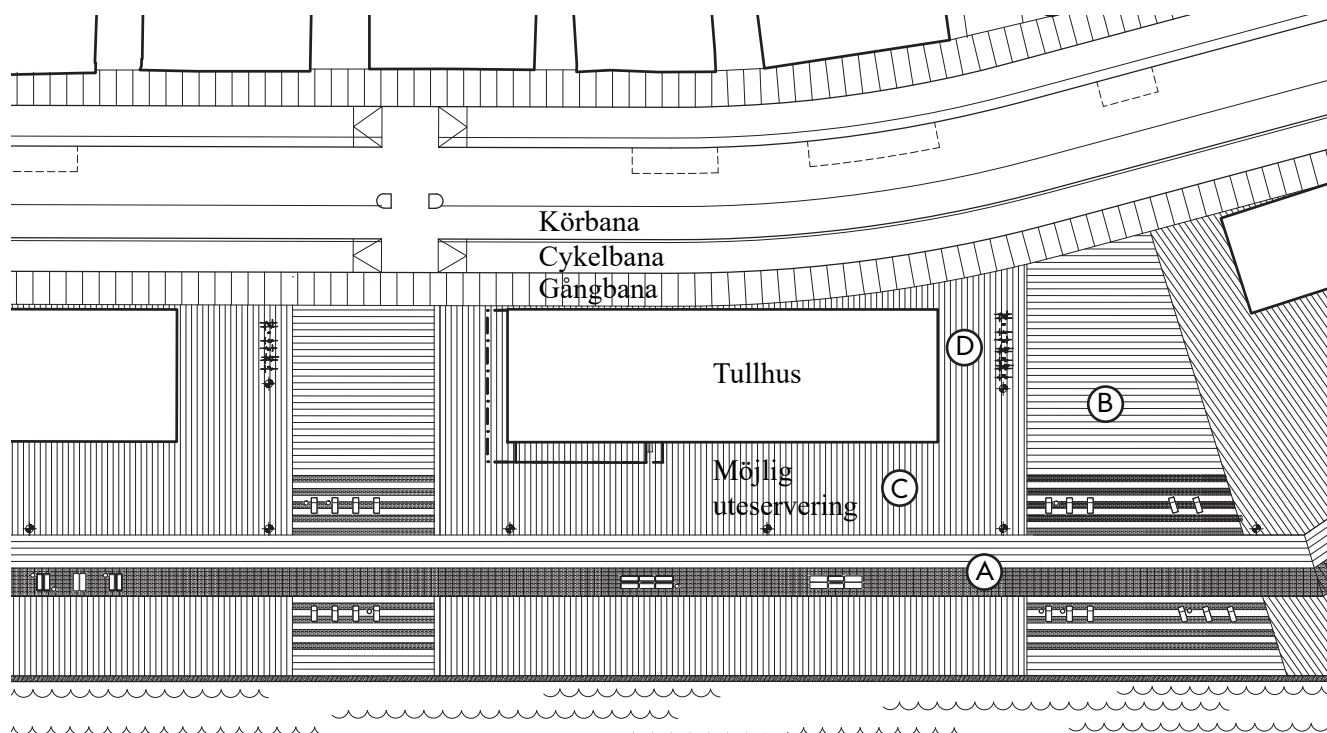 Körbana
Cykelbana
Gångbana
D
Tullhus
B
Möjlig
uteservering
C
A